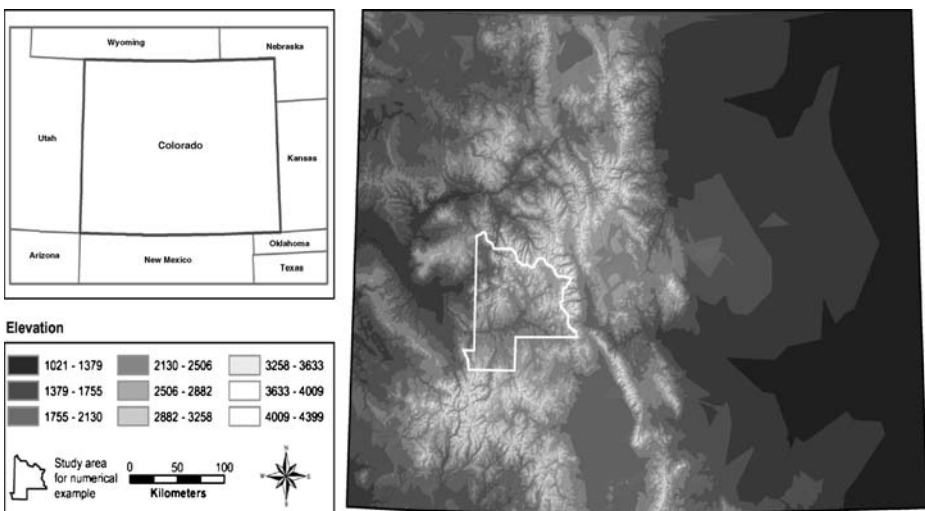 Wyoming
Nebraska
Utah
Colorado
Kansas
Arizona
New Mexico
Oklahoma
Texas
Elevation
1021 - 1379
2130 - 2506
3258 - 3633
1379 - 1755
2506 - 2882
3633 - 4009
1755 - 2130
2882 - 3258
4009 - 4399
Study area
for numerical
example
0 50 100
Kilometers
N
W
S